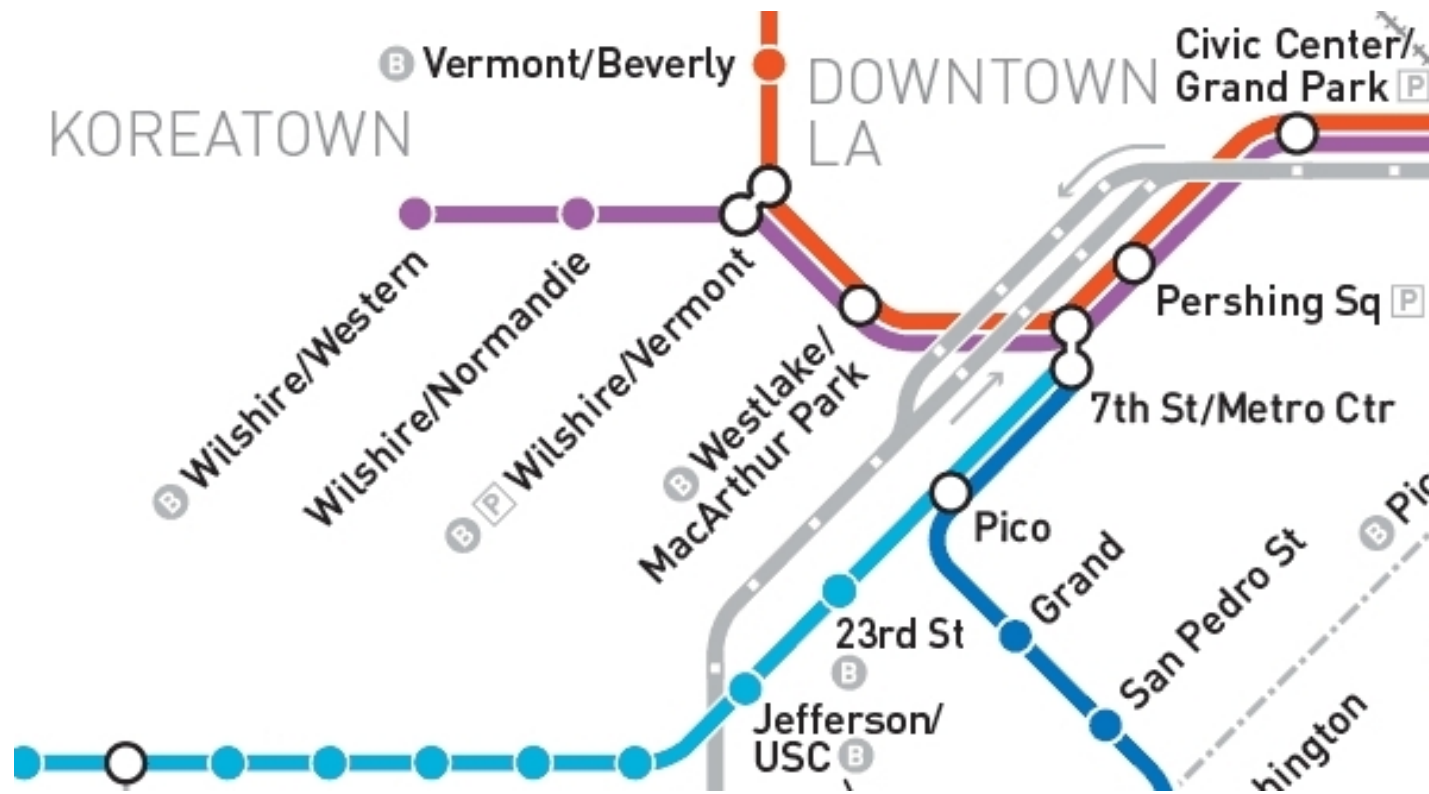 Civic Center/
B Vermont/Beverly
DOWNTOWN
Grand Park P
KOREATOWN
LA
Pershing Sq P
B Wilshire/Western
Wilshire/Normandie
B P Wilshire/Vermont
B Westlake/
MacArthur Park
7th St/Metro Ctr
Pico
B
Grand
San Pedro St
23rd St
B
Jefferson/
USC B